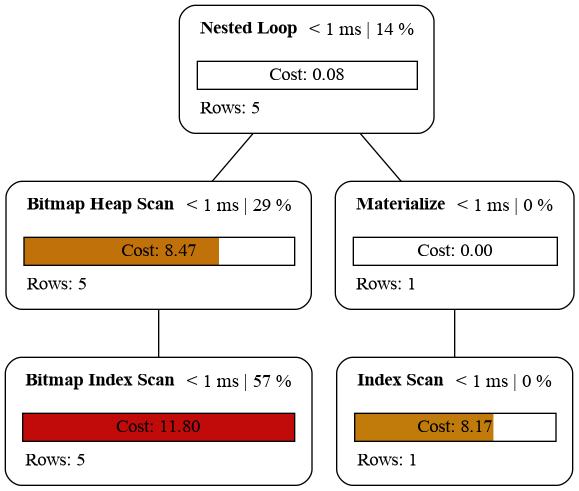 Nested Loop < 1 ms | 14 %
Cost: 0.08
Rows: 5
Bitmap Heap Scan < 1 ms | 29 %
Cost: 8.47
Rows: 5
Materialize < 1 ms | 0 %
Cost: 0.00
Rows: 1
Bitmap Index Scan < 1 ms | 57 %
Cost: 11.80
Rows: 5
Index Scan < 1 ms | 0 %
Cost: 8.17
Rows: 1